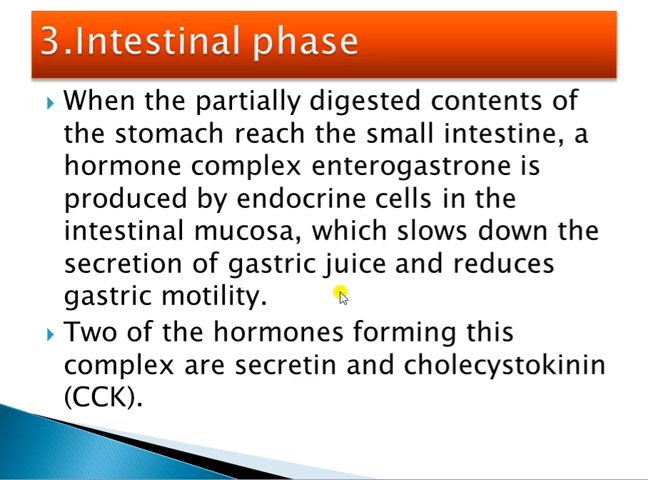 3.Intestinal phase
When the partially digested contents of
the stomach reach the small intestine, a
hormone complex enterogastrone is
produced by endocrine cells in the
intestinal mucosa, which slows down the
secretion of gastric juice and reduces
gastric motility.
Two of the hormones forming this
complex are secretin and cholecystokinin
(CCK).